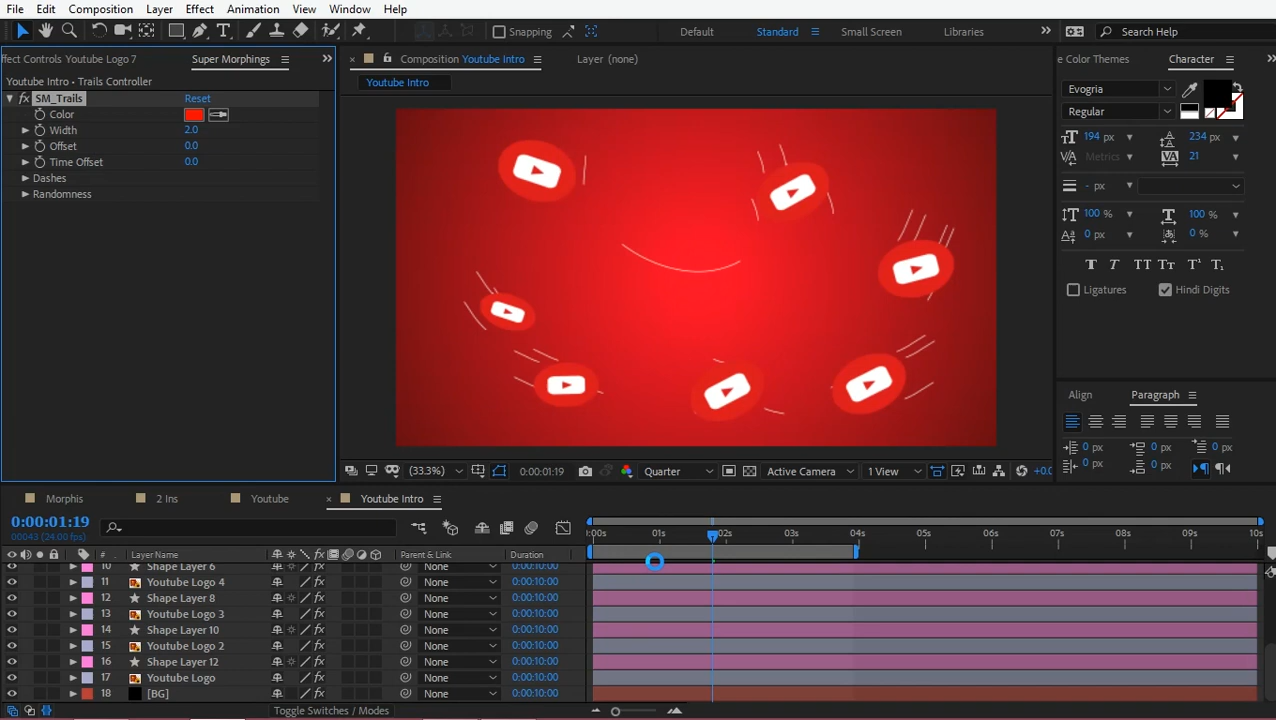 File Edit Composition Layer Effect Animation View Window Help
Snapping Default Standard Small Screen Libraries Search Help
ffect Controls Youtube Logo 7 Super Morphings
Composition Youtube Intro Layer (none)
e Color Themes Character
Youtube Intro • Trails Controller
Youtube Intro
SM_Trails Reset
Color
Width 2.0
Offset 0.0
Time Offset 0.0
Dashes
Randomness
Evogria
Regular
194 px 234 px
Metrics 21
- px
100 % 100 %
0 px 0 %
T T TT Tr T¹ T₁
Ligatures Hindi Digits
Align Paragraph
0 px 0 px 0 px
0 px 0 px
(33.3%) 0:00:01:19 Quarter Active Camera 1 View +0.0
Morphis 2 Ins Youtube Youtube Intro
0:00:01:19
00043 (24.00 fps)
:00s 01s 02s 03s 04s 05s 06s 07s 08s 09s 10s
# Layer Name Parent & Link Duration
10 Shape Layer 6 None 0:00:10:00
11 Youtube Logo 4 None 0:00:10:00
12 Shape Layer 8 None 0:00:10:00
13 Youtube Logo 3 None 0:00:10:00
14 Shape Layer 10 None 0:00:10:00
15 Youtube Logo 2 None 0:00:10:00
16 Shape Layer 12 None 0:00:10:00
17 Youtube Logo None 0:00:10:00
18 [BG] None 0:00:10:00
Toggle Switches / Modes